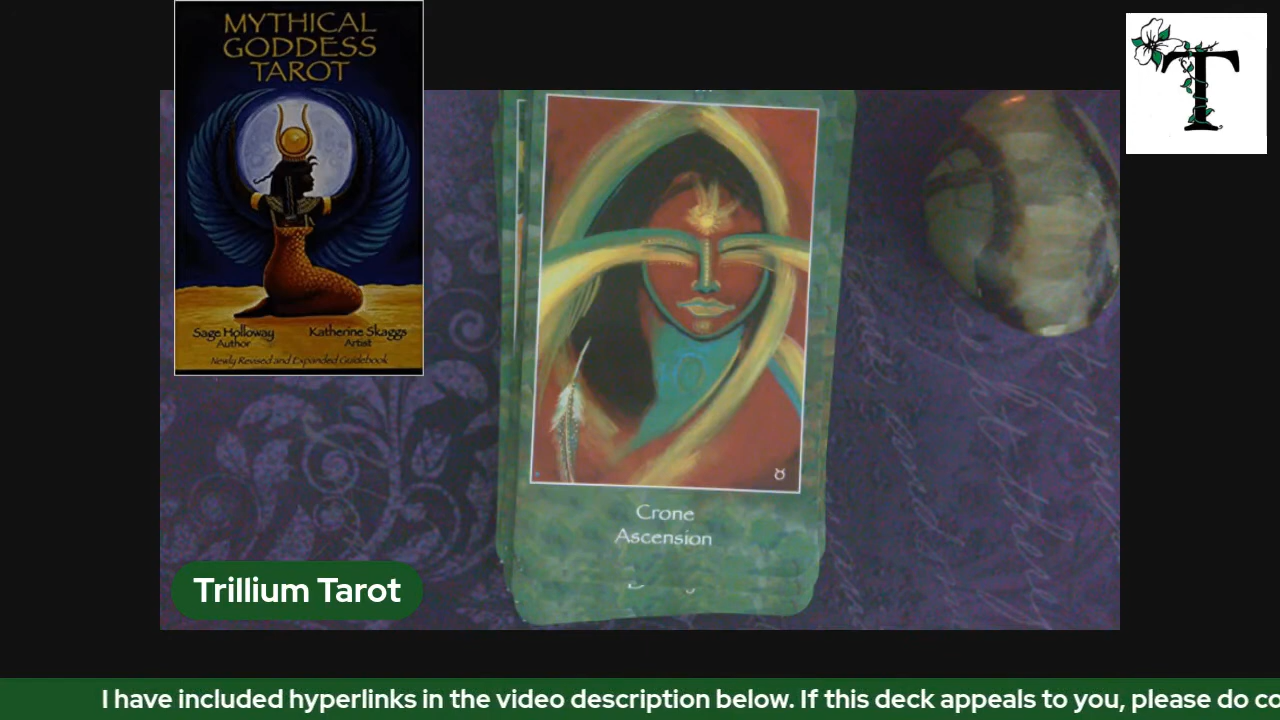 MYTHICAL
GODDESS
TAROT
Sage Holloway
Author
Katherine Skaggs
Artist
Newly Revised and Expanded Guidebook
T
Crone
Ascension
Trillium Tarot
I have included hyperlinks in the video description below. If this deck appeals to you, please do co